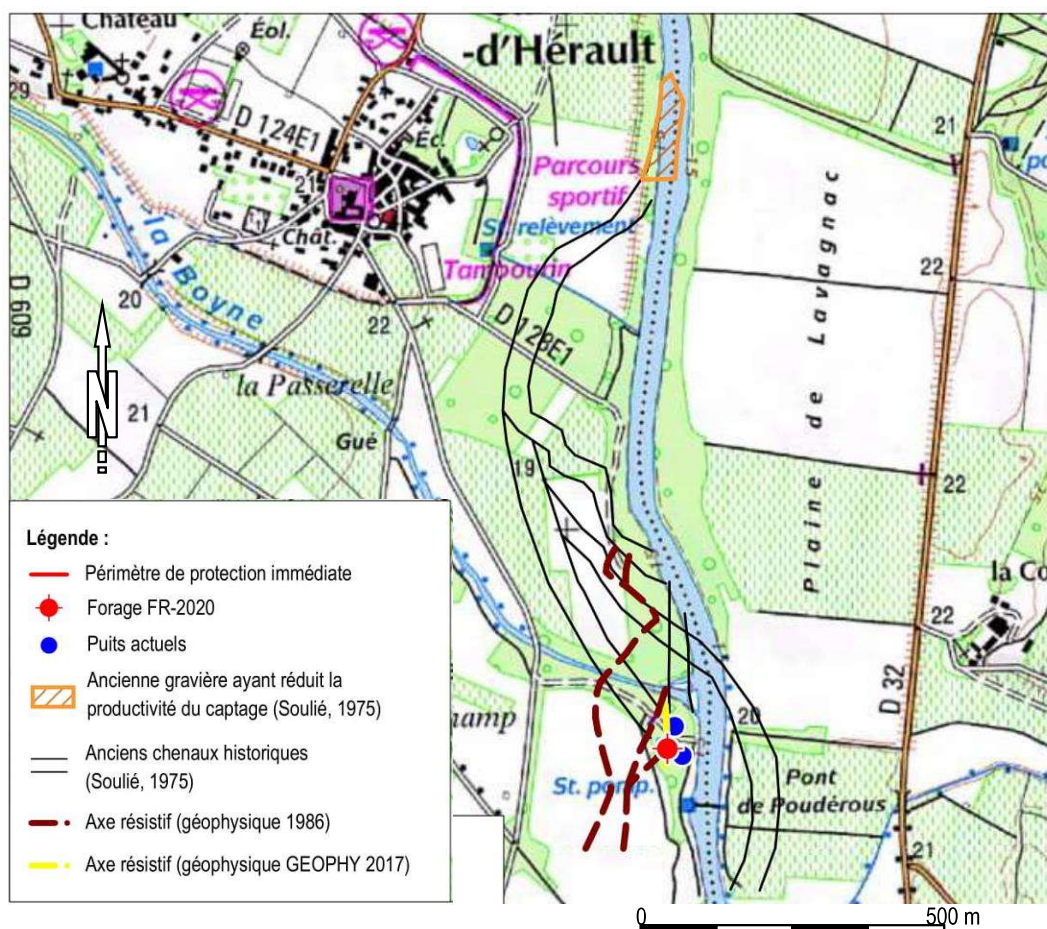 Château
Éol.
-d'Hérault
29
D 124E1
Éc.
21
21
Parcours
sportif
St. relèvement
15
Chât.
Tambourin
la Boyne
Plaine de Lavagnac
22
D 609
20
22
D 128E1
la Passerelle
N
21
Gué
19
22
la Co
22
Légende :
Périmètre de protection immédiate
Forage FR-2020
Puits actuels
Ancienne gravière ayant réduit la
productivité du captage (Soulié, 1975)
Anciens chenaux historiques
(Soulié, 1975)
Axe résistif (géophysique 1986)
Axe résistif (géophysique GEOPHY 2017)
D 32
hamp
20
St. pomp.
Pont
de Poudérous
21
0
500 m